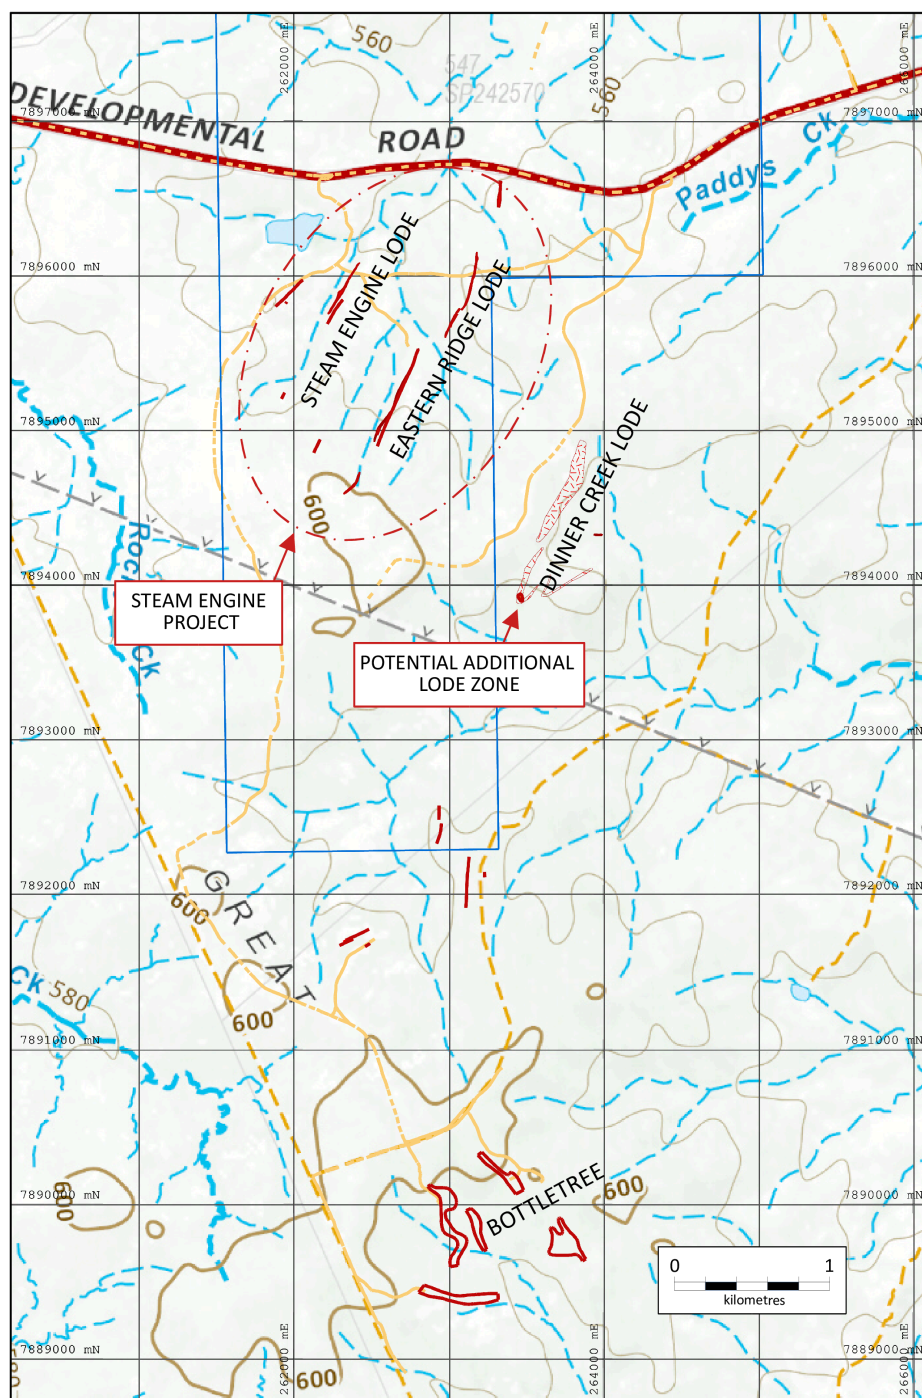 560
547
SP242570
262000 mE
264000 mE
560
DEVELOPMENTAL ROAD
7897000 mN
7897000 mN
Paddys Ck
7896000 mN
7896000 mN
STEAM ENGINE LODE
EASTERN RIDGE LODE
7895000 mN
7895000 mN
DINNER CREEK LODE
600
7894000 mN
7894000 mN
STEAM ENGINE
PROJECT
Ck
POTENTIAL ADDITIONAL
LODE ZONE
7893000 mN
7893000 mN
7892000 mN
7892000 mN
600
GREAT
Ck
580
600
7891000 mN
7891000 mN
7890000 mN
7890000 mN
600
600
BOTTLETREE
0 1
kilometres
7889000 mN
7889000 mN
600
262000 mE
264000 mE